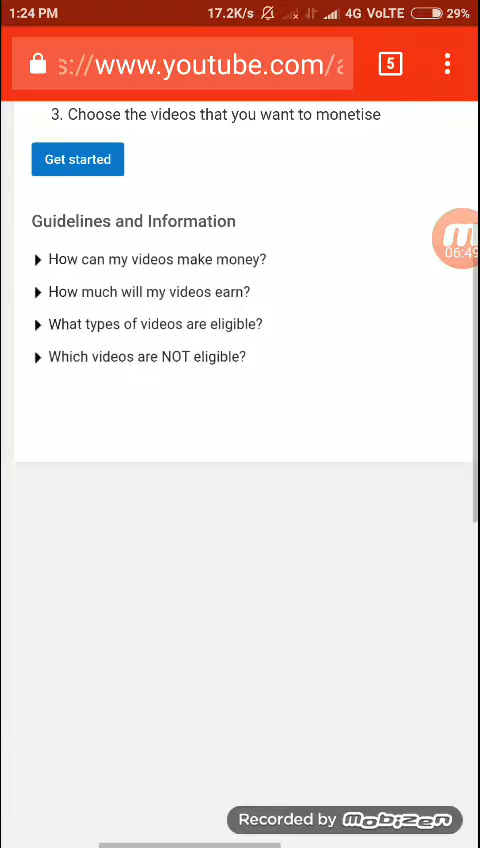 1:24 PM 17.2K/s 4G VoLTE 29%
s://www.youtube.com/a 5
3. Choose the videos that you want to monetise
Get started
Guidelines and Information
How can my videos make money?
06:49
How much will my videos earn?
What types of videos are eligible?
Which videos are NOT eligible?
Recorded by mobizen